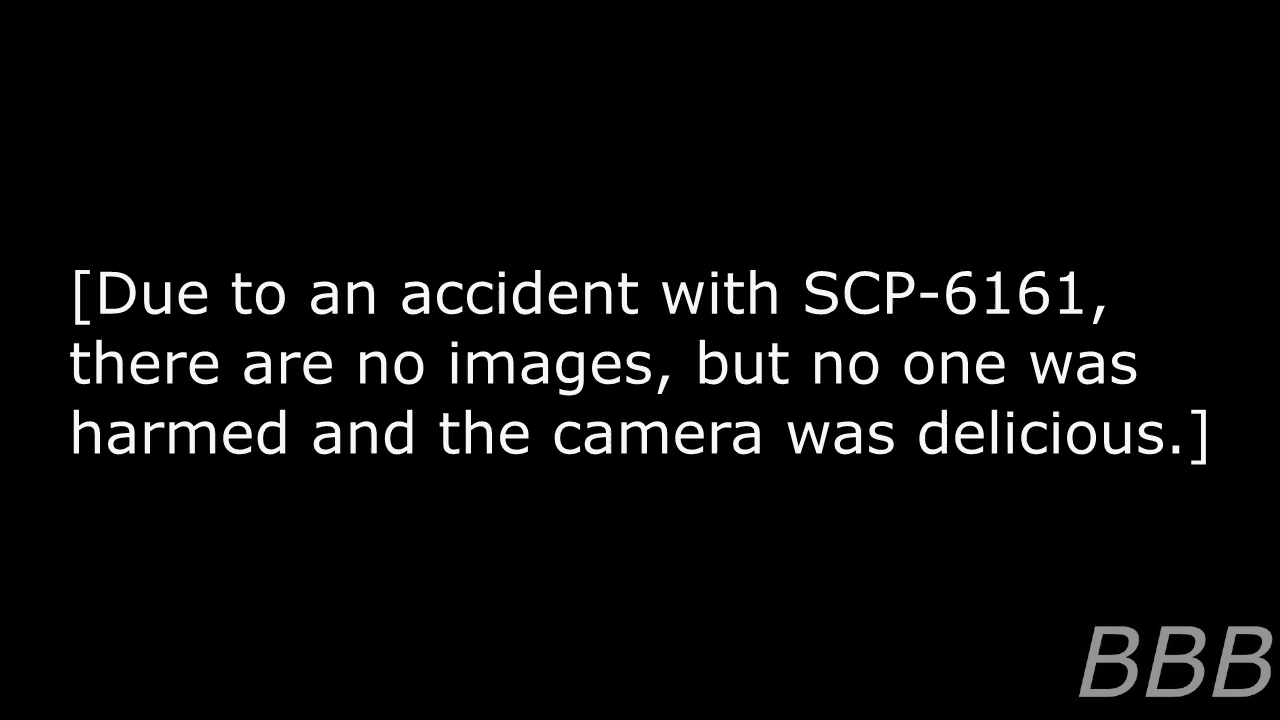 [Due to an accident with SCP-6161,
there are no images, but no one was
harmed and the camera was delicious.]
BBB